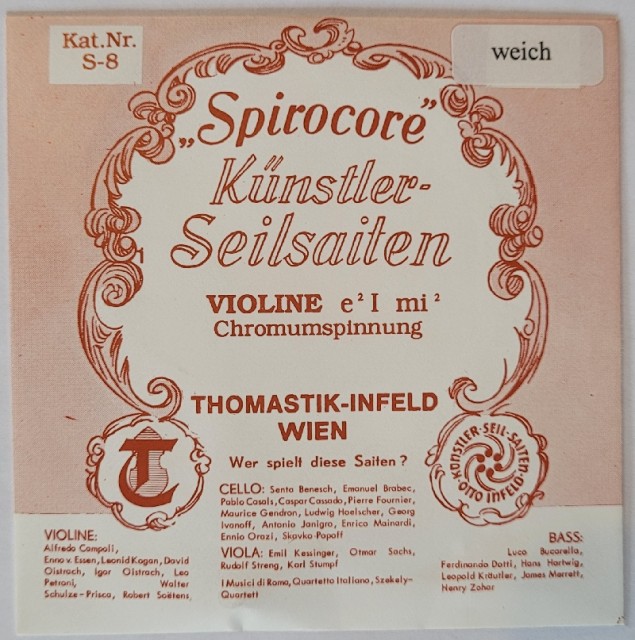 Kat.Nr.
S-8
weich
„Spirocore”
Künstler-
Seilsaiten
VIOLINE e² I mi²
Chromumspinnung
THOMASTIK-INFELD
WIEN
Wer spielt diese Saiten?
KÜNSTLER-SEIL-SAITEN
OTTO INFELD
CELLO: Sento Benesch, Emanuel Brabec,
Pablo Casals, Caspar Cassado, Pierre Fournier,
Maurice Gendron, Ludwig Hoelscher, Georg
Ivanoff, Antonio Janigro, Enrico Mainardi,
Ennio Orazi, Skpvko Popoff
VIOLA: Emil Kessinger, Otmar Sachs,
Rudolf Streng, Karl Stumpf
I Musici di Roma, Quartetto Italiano, Szekely-
Quartett
VIOLINE:
Alfredo Campoli,
Enno v. Essen, Leonid Kogan, David
Oistrach, Igor Oistrach, Leo
Petroni, Walter
Schulze-Prisca, Robert Soëtens,
BASS:
Luco Bucarella,
Ferdinando Dotti, Hans Hartwig,
Leopold Kräutler, James Merrett,
Henry Zohar